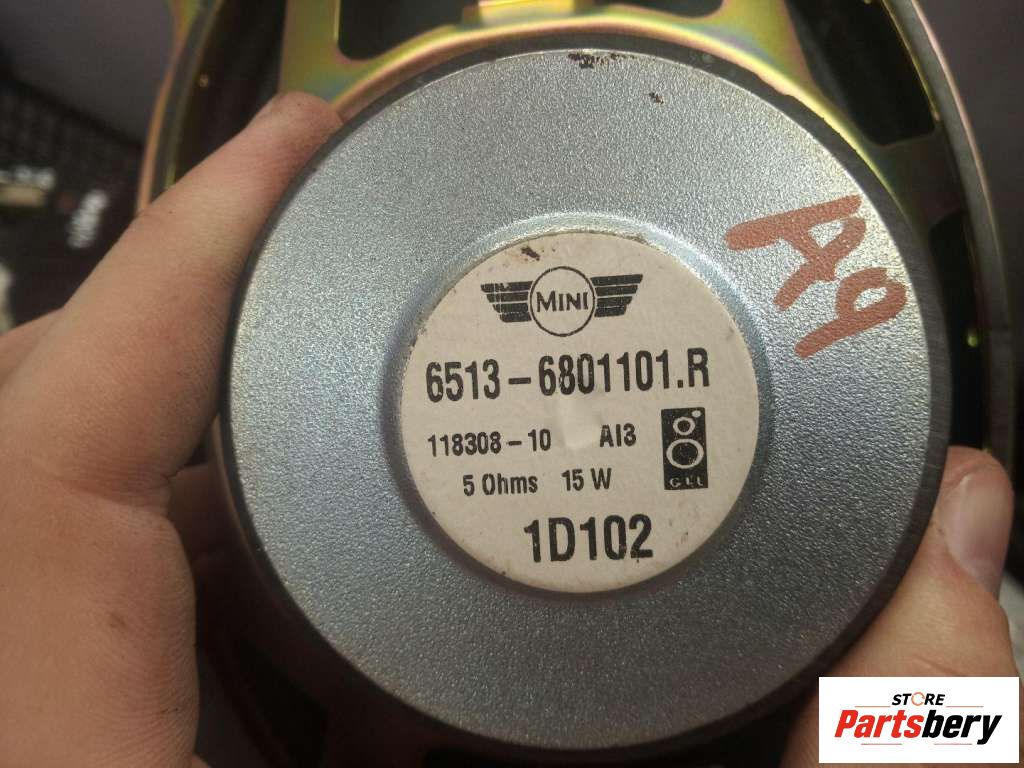 MINI
6513-6801101.R
118308-10 AI3
5 Ohms 15 W
1D102
A9
STORE
Partsbery